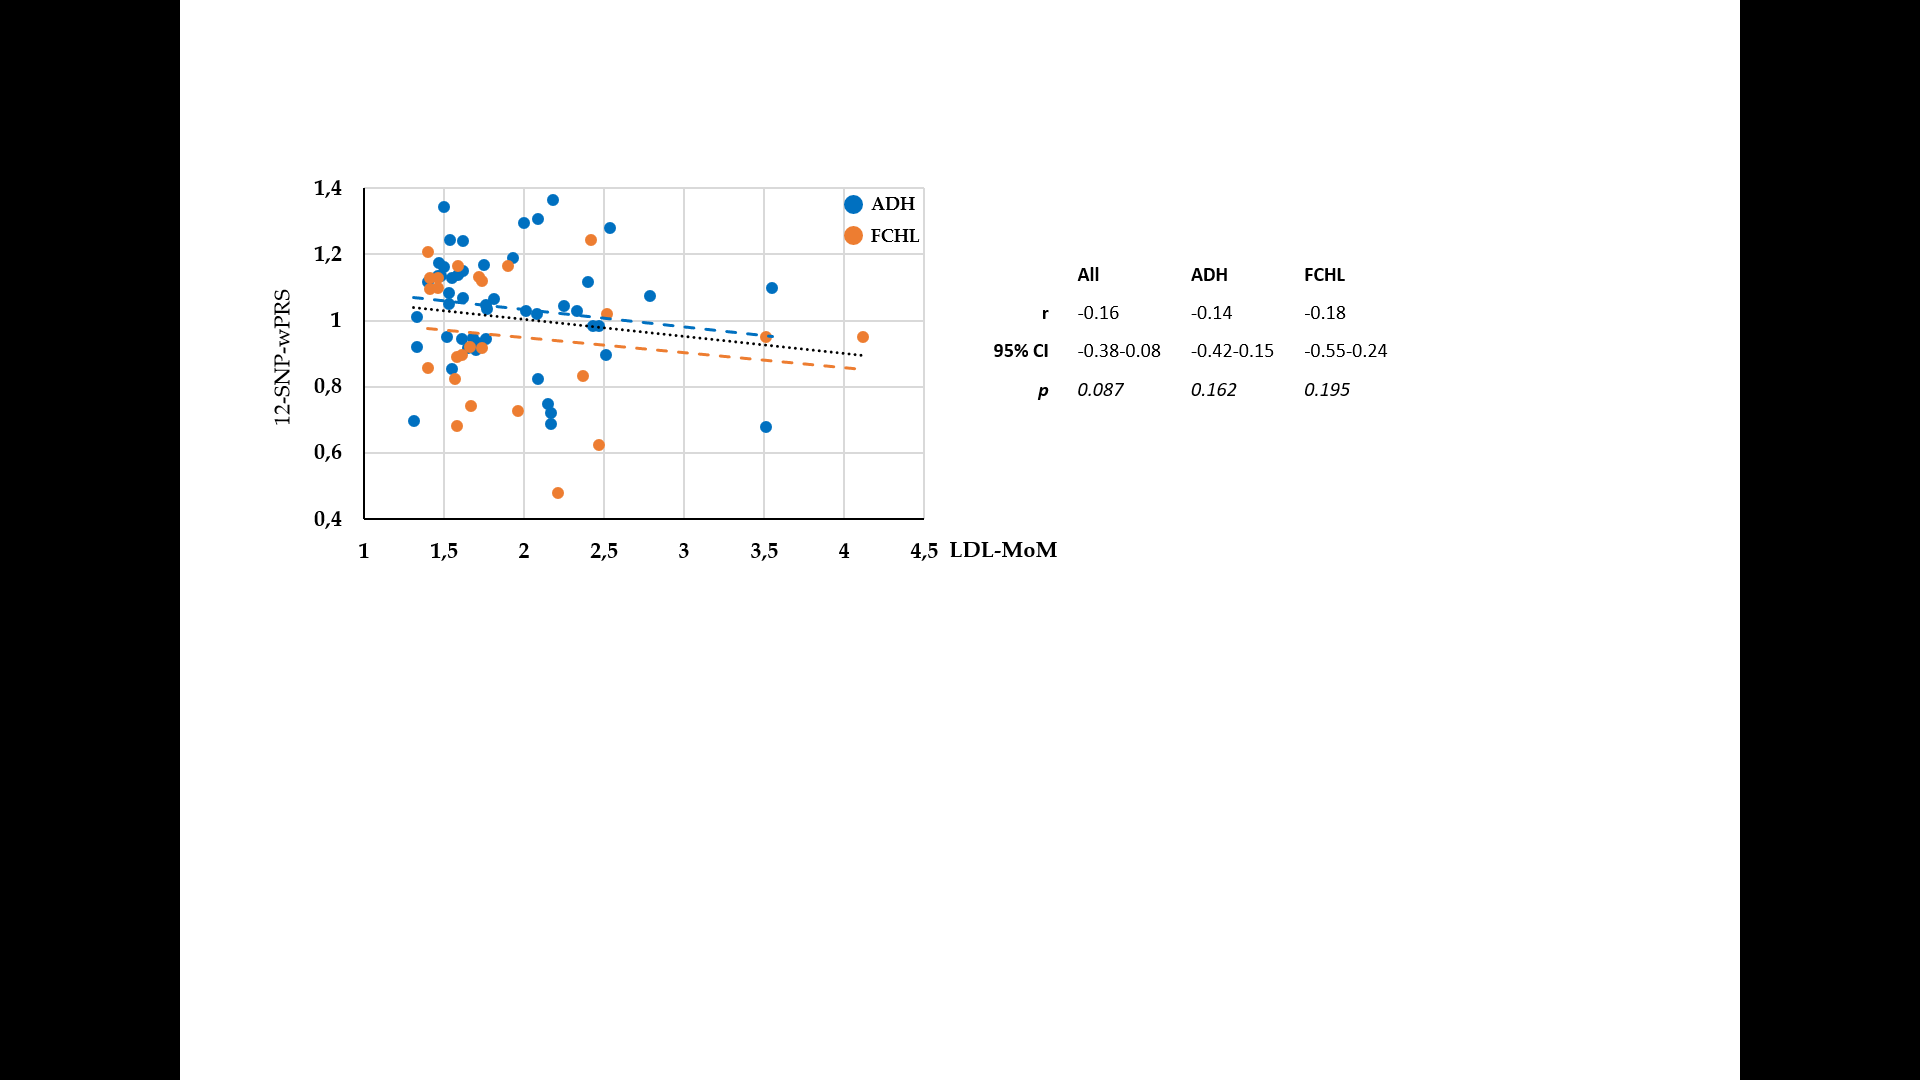 1,4
1,2
1
0,8
0,6
0,4
12-SNP-wPRS
ADH
FCHL
1 1,5 2 2,5 3 3,5 4 4,5 LDL-MoM
All ADH FCHL
r -0.16 -0.14 -0.18
95% CI -0.38-0.08 -0.42-0.15 -0.55-0.24
p 0.087 0.162 0.195